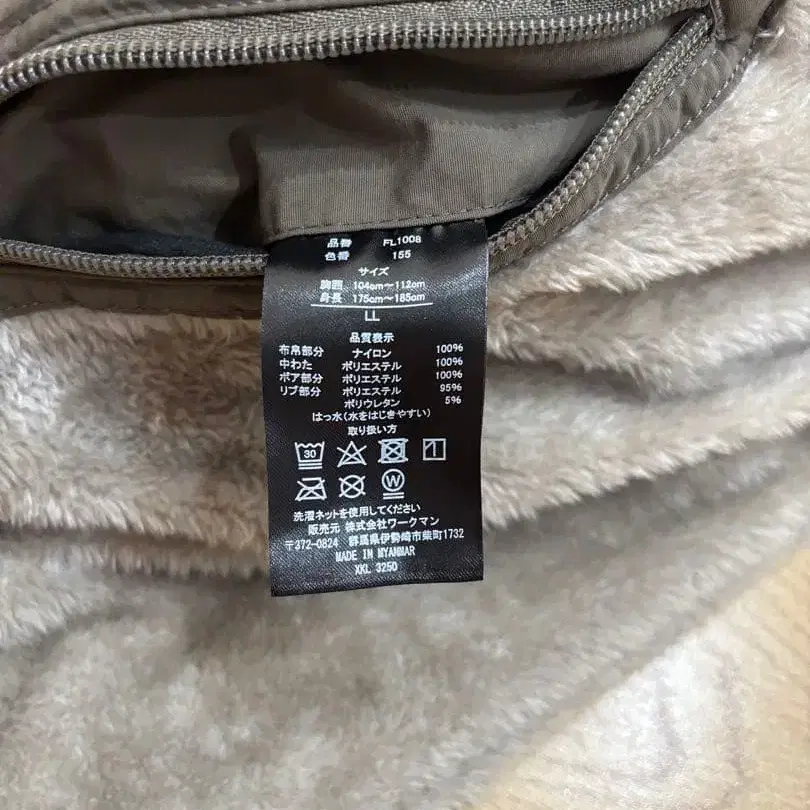 品番 FL1008
色番 155
サイズ
胸囲 104cm～112cm
身長 175cm～185cm
LL
品質表示
布帛部分 ナイロン 100%
中わた ポリエステル 100%
ボア部分 ポリエステル 100%
リブ部分 ポリエステル 95%
ポリウレタン 5%
はっ水(水をはじきやすい)
取り扱い方
30
W
洗濯ネットを使用してください
販売元 株式会社ワークマン
〒372-0824 群馬県伊勢崎市柴町1732
MADE IN MYANMAR
XKL 3250